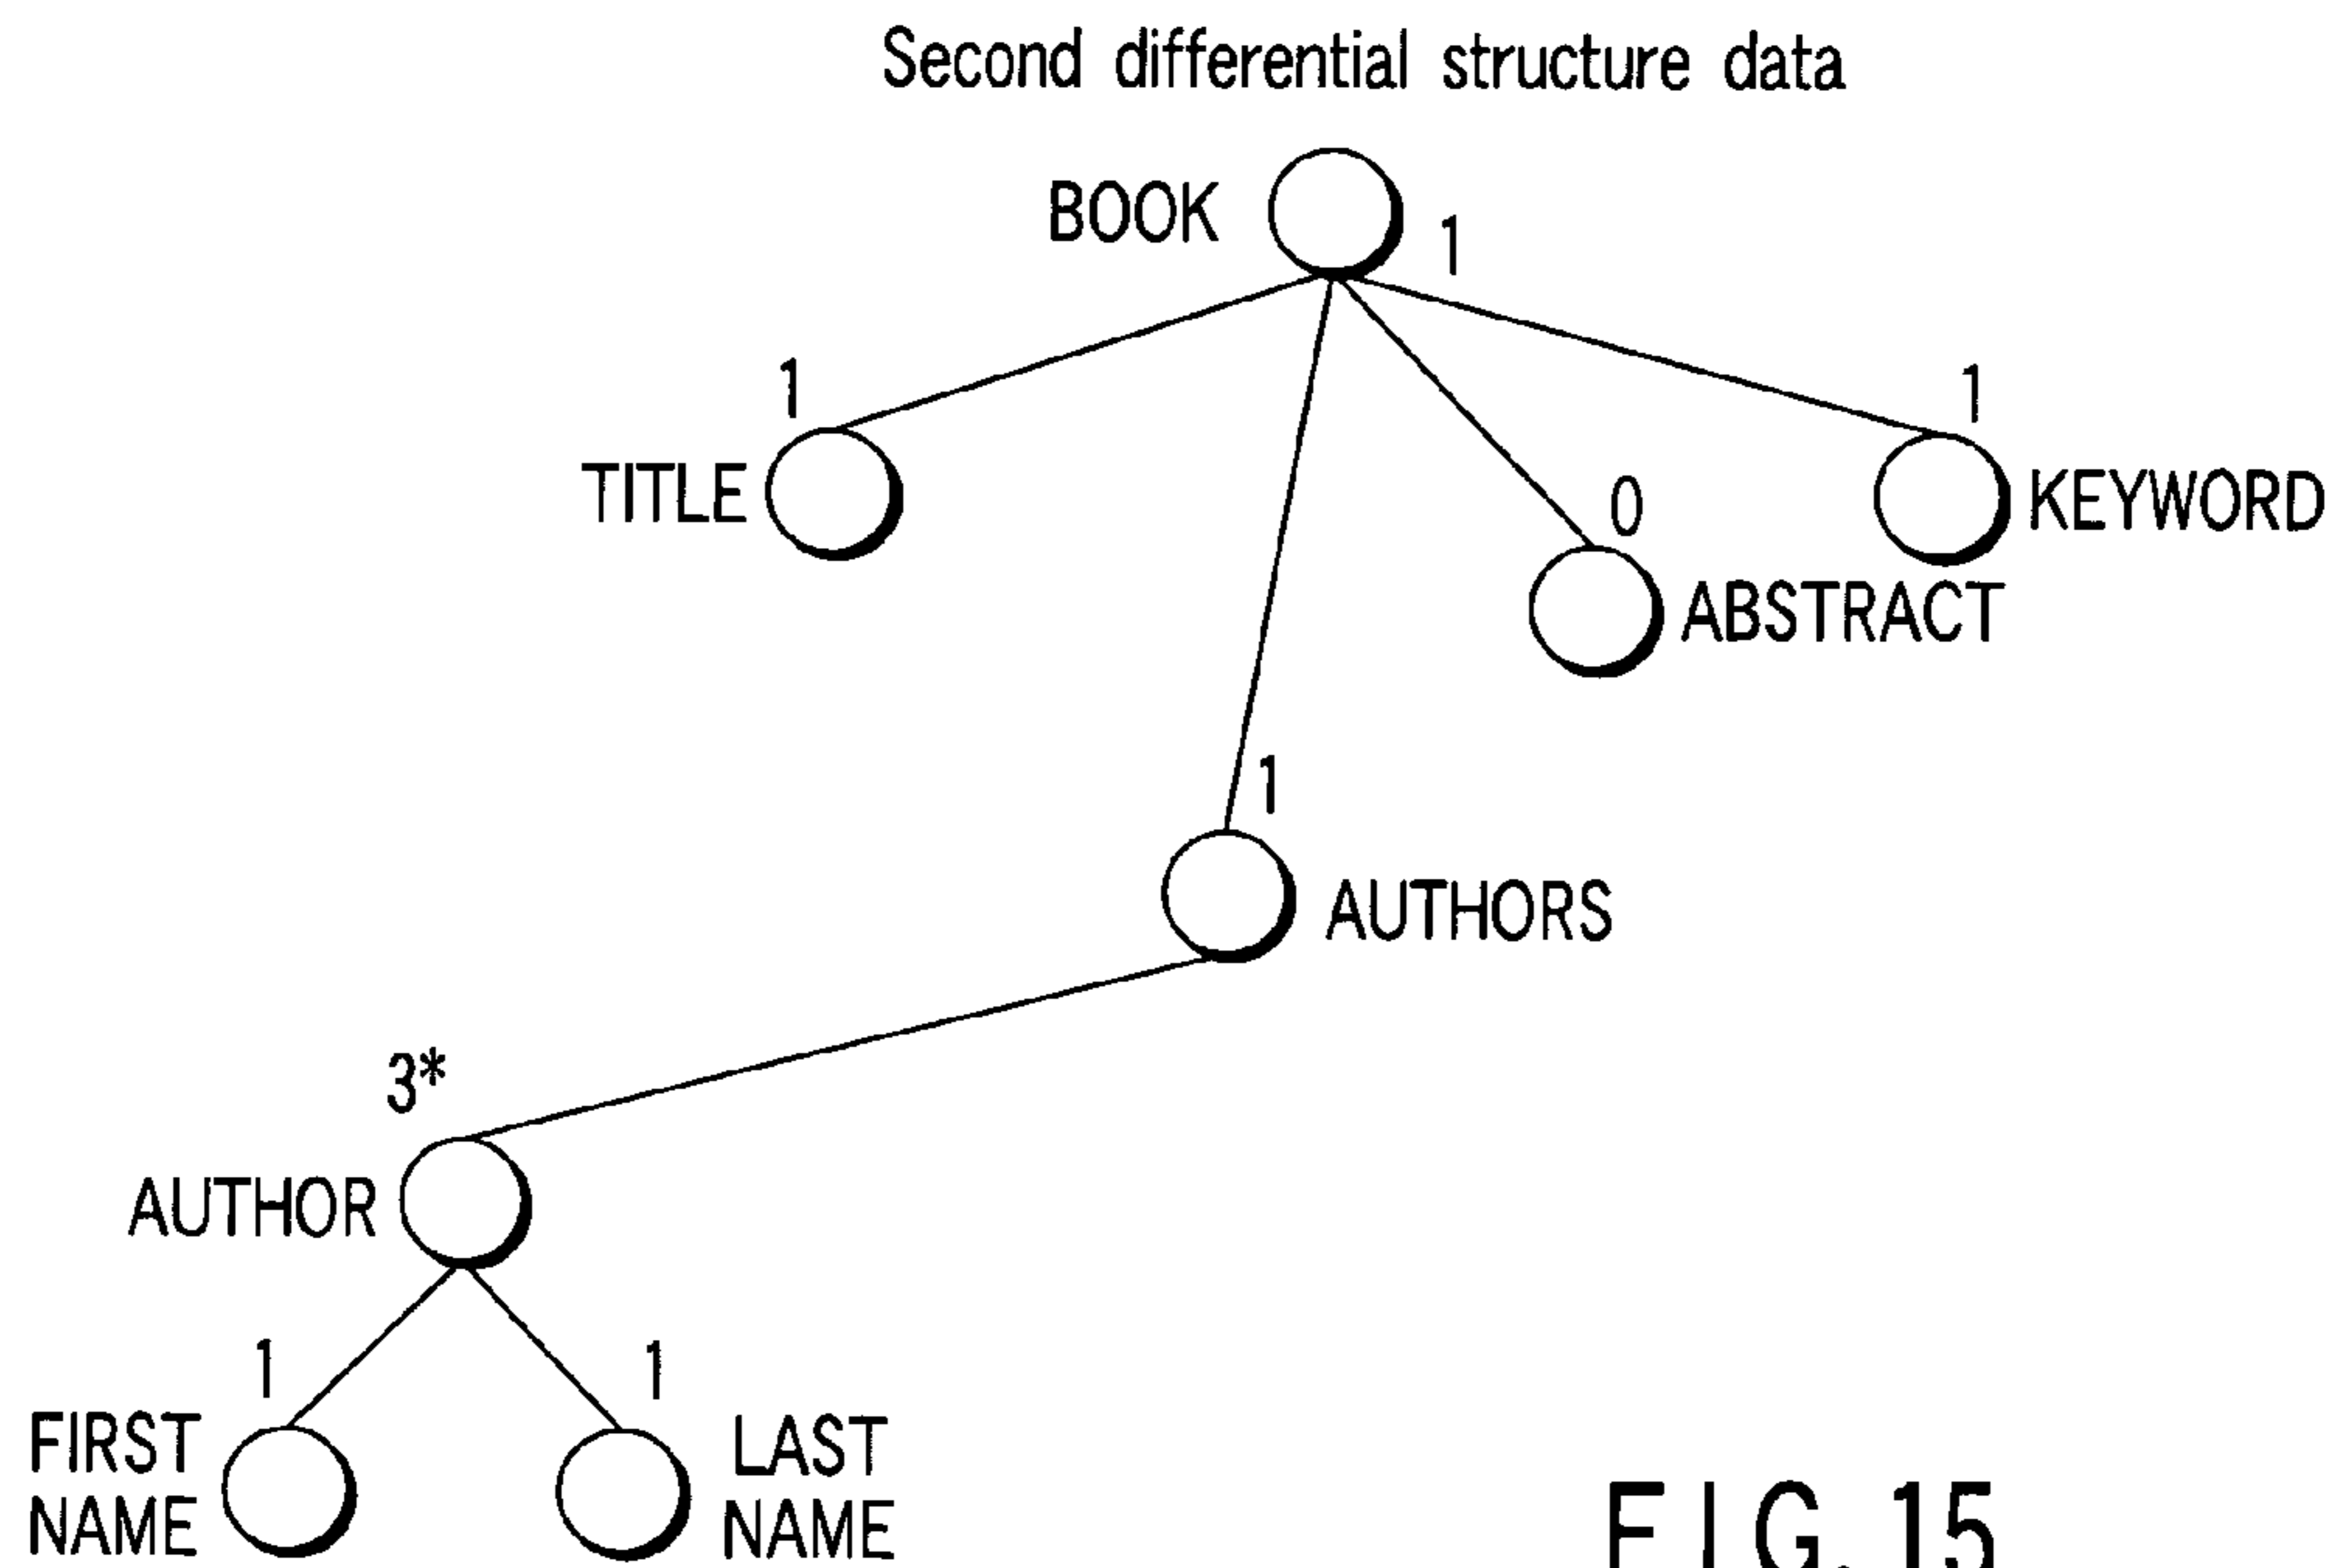 Second differential structure data
BOOK
1
1
TITLE
1
KEYWORD
0
ABSTRACT
1
AUTHORS
3*
AUTHOR
1
1
FIRST
NAME
LAST
NAME
FIG. 15